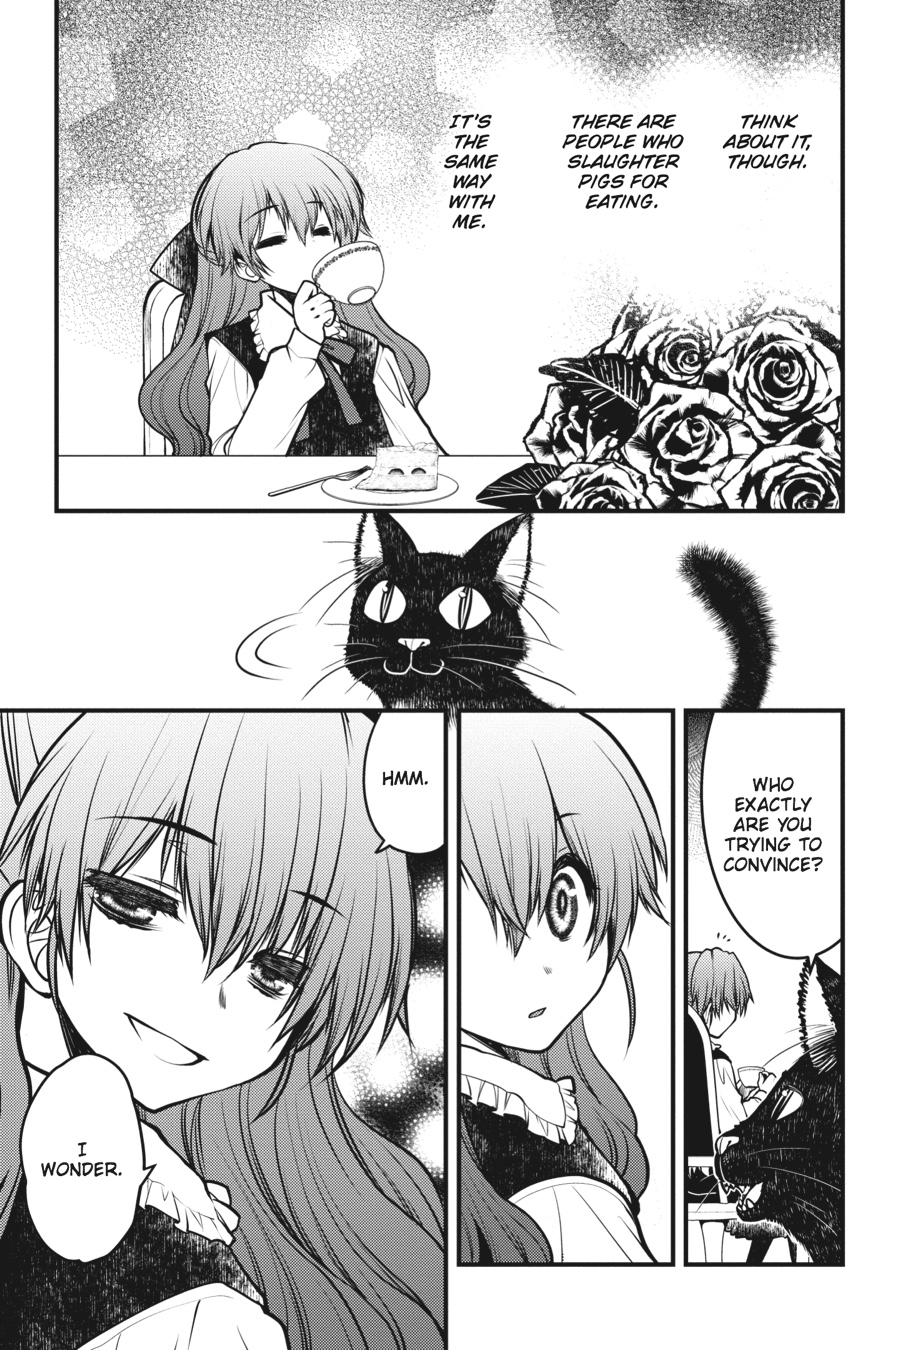 THINK
ABOUT IT,
THOUGH.
THERE ARE
PEOPLE WHO
SLAUGHTER
PIGS FOR
EATING.
IT'S
THE
SAME
WAY
WITH
ME.
WHO
EXACTLY
ARE YOU
TRYING TO
CONVINCE?
HMM.
I
WONDER.